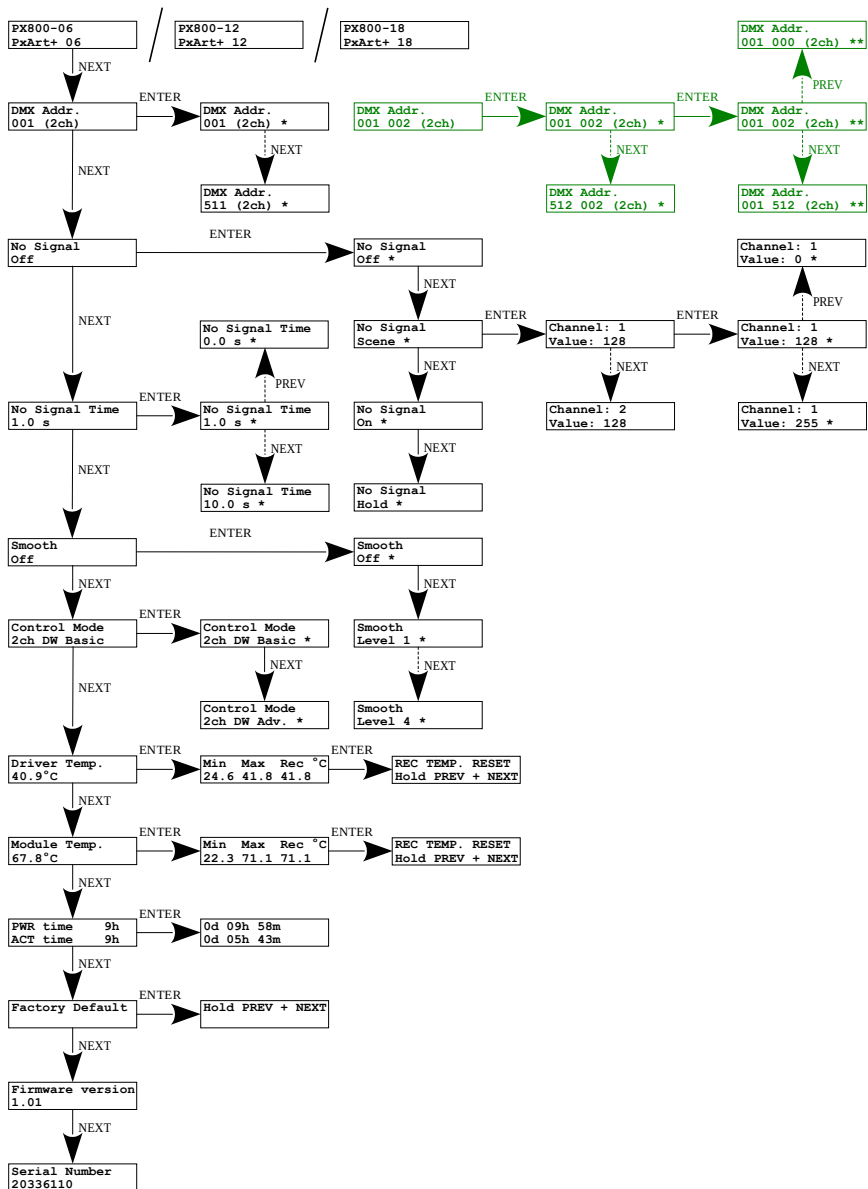 PX800-06
PxArt+ 06
PX800-12
PxArt+ 12
PX800-18
PxArt+ 18
DMX Addr.
001 000 (2ch) **
NEXT
PREV
DMX Addr.
001 (2ch)
ENTER
DMX Addr.
001 (2ch) *
DMX Addr.
001 002 (2ch)
ENTER
DMX Addr.
001 002 (2ch) *
ENTER
DMX Addr.
001 002 (2ch) **
NEXT
NEXT
NEXT
NEXT
DMX Addr.
511 (2ch) *
DMX Addr.
512 002 (2ch) *
DMX Addr.
001 512 (2ch) **
No Signal
Off
ENTER
No Signal
Off *
Channel: 1
Value: 0 *
NEXT
NEXT
PREV
No Signal Time
0.0 s *
No Signal
Scene *
ENTER
Channel: 1
Value: 128
ENTER
Channel: 1
Value: 128 *
PREV
NEXT
NEXT
NEXT
No Signal Time
1.0 s
ENTER
No Signal Time
1.0 s *
No Signal
On *
Channel: 2
Value: 128
Channel: 1
Value: 255 *
NEXT
NEXT
NEXT
No Signal Time
10.0 s *
No Signal
Hold *
Smooth
Off
ENTER
Smooth
Off *
NEXT
NEXT
Control Mode
2ch DW Basic
ENTER
Control Mode
2ch DW Basic *
Smooth
Level 1 *
NEXT
NEXT
NEXT
Control Mode
2ch DW Adv. *
Smooth
Level 4 *
Driver Temp.
40.9°C
ENTER
Min Max Rec °C
24.6 41.8 41.8
ENTER
REC TEMP. RESET
Hold PREV + NEXT
NEXT
Module Temp.
67.8°C
ENTER
Min Max Rec °C
22.3 71.1 71.1
ENTER
REC TEMP. RESET
Hold PREV + NEXT
NEXT
PWR time 9h
ACT time 9h
ENTER
0d 09h 58m
0d 05h 43m
NEXT
Factory Default
ENTER
Hold PREV + NEXT
NEXT
Firmware version
1.01
NEXT
Serial Number
20336110